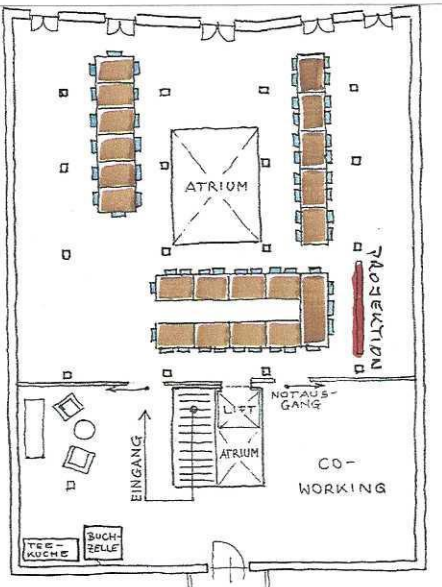 ATRIUM
PROJEKTION
NOTAUS-
GANG
LIFT
ATRIUM
EINGANG
CO-
WORKING
TEE-
KÜCHE
BUCH-
ZELLE